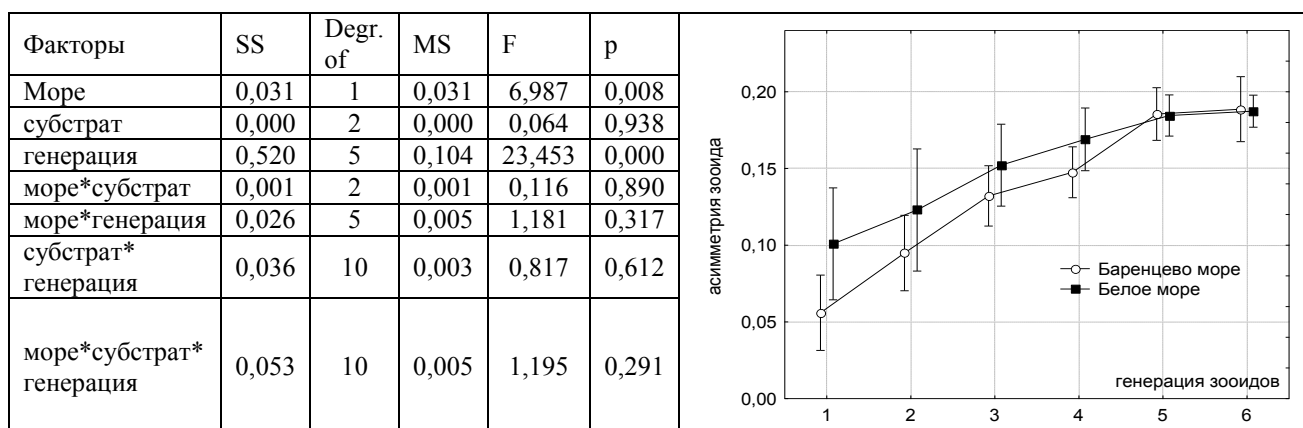 Факторы SS Degr. of MS F p
Море 0,031 1 0,031 6,987 0,008
субстрат 0,000 2 0,000 0,064 0,938
генерация 0,520 5 0,104 23,453 0,000
море*субстрат 0,001 2 0,001 0,116 0,890
море*генерация 0,026 5 0,005 1,181 0,317
субстрат*
генерация 0,036 10 0,003 0,817 0,612
море*субстрат*
генерация 0,053 10 0,005 1,195 0,291
асимметрия зооида
0,20
0,15
0,10
0,05
0,00
Баренцево море
Белое море
генерация зооидов
1 2 3 4 5 6